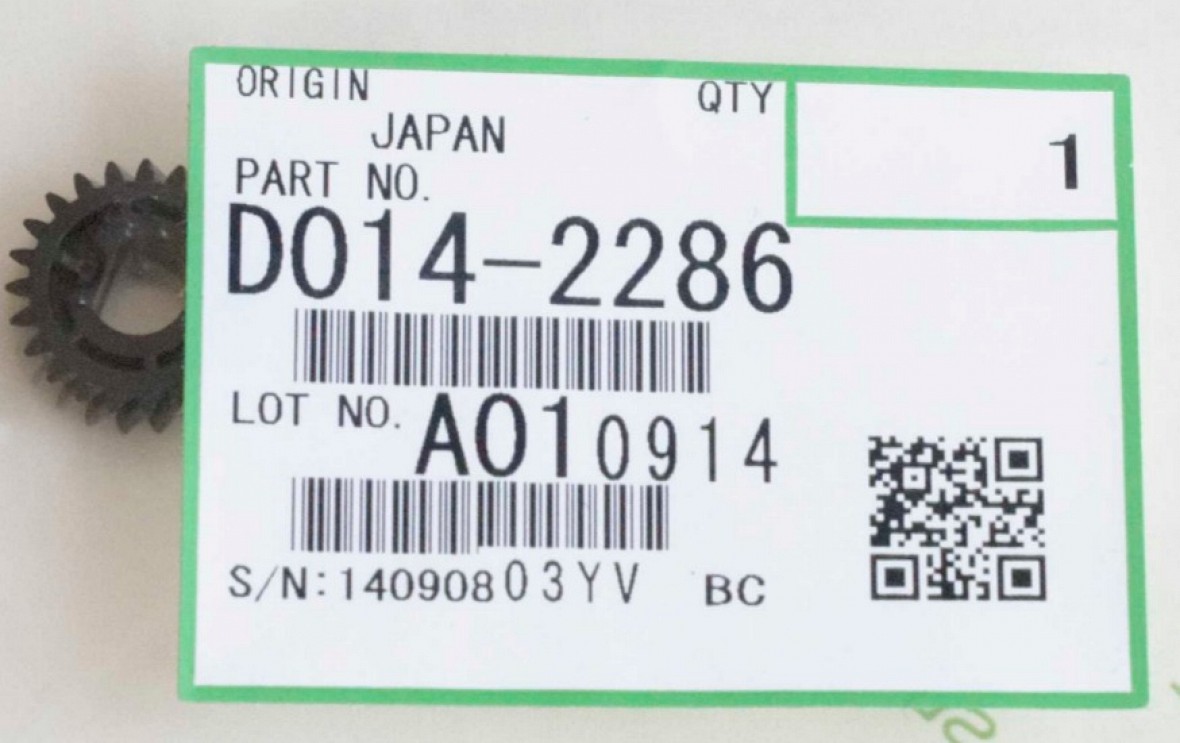 ORIGIN
JAPAN
QTY
1
PART NO.
D014-2286
LOT NO. A010914
S/N:14090803YV BC